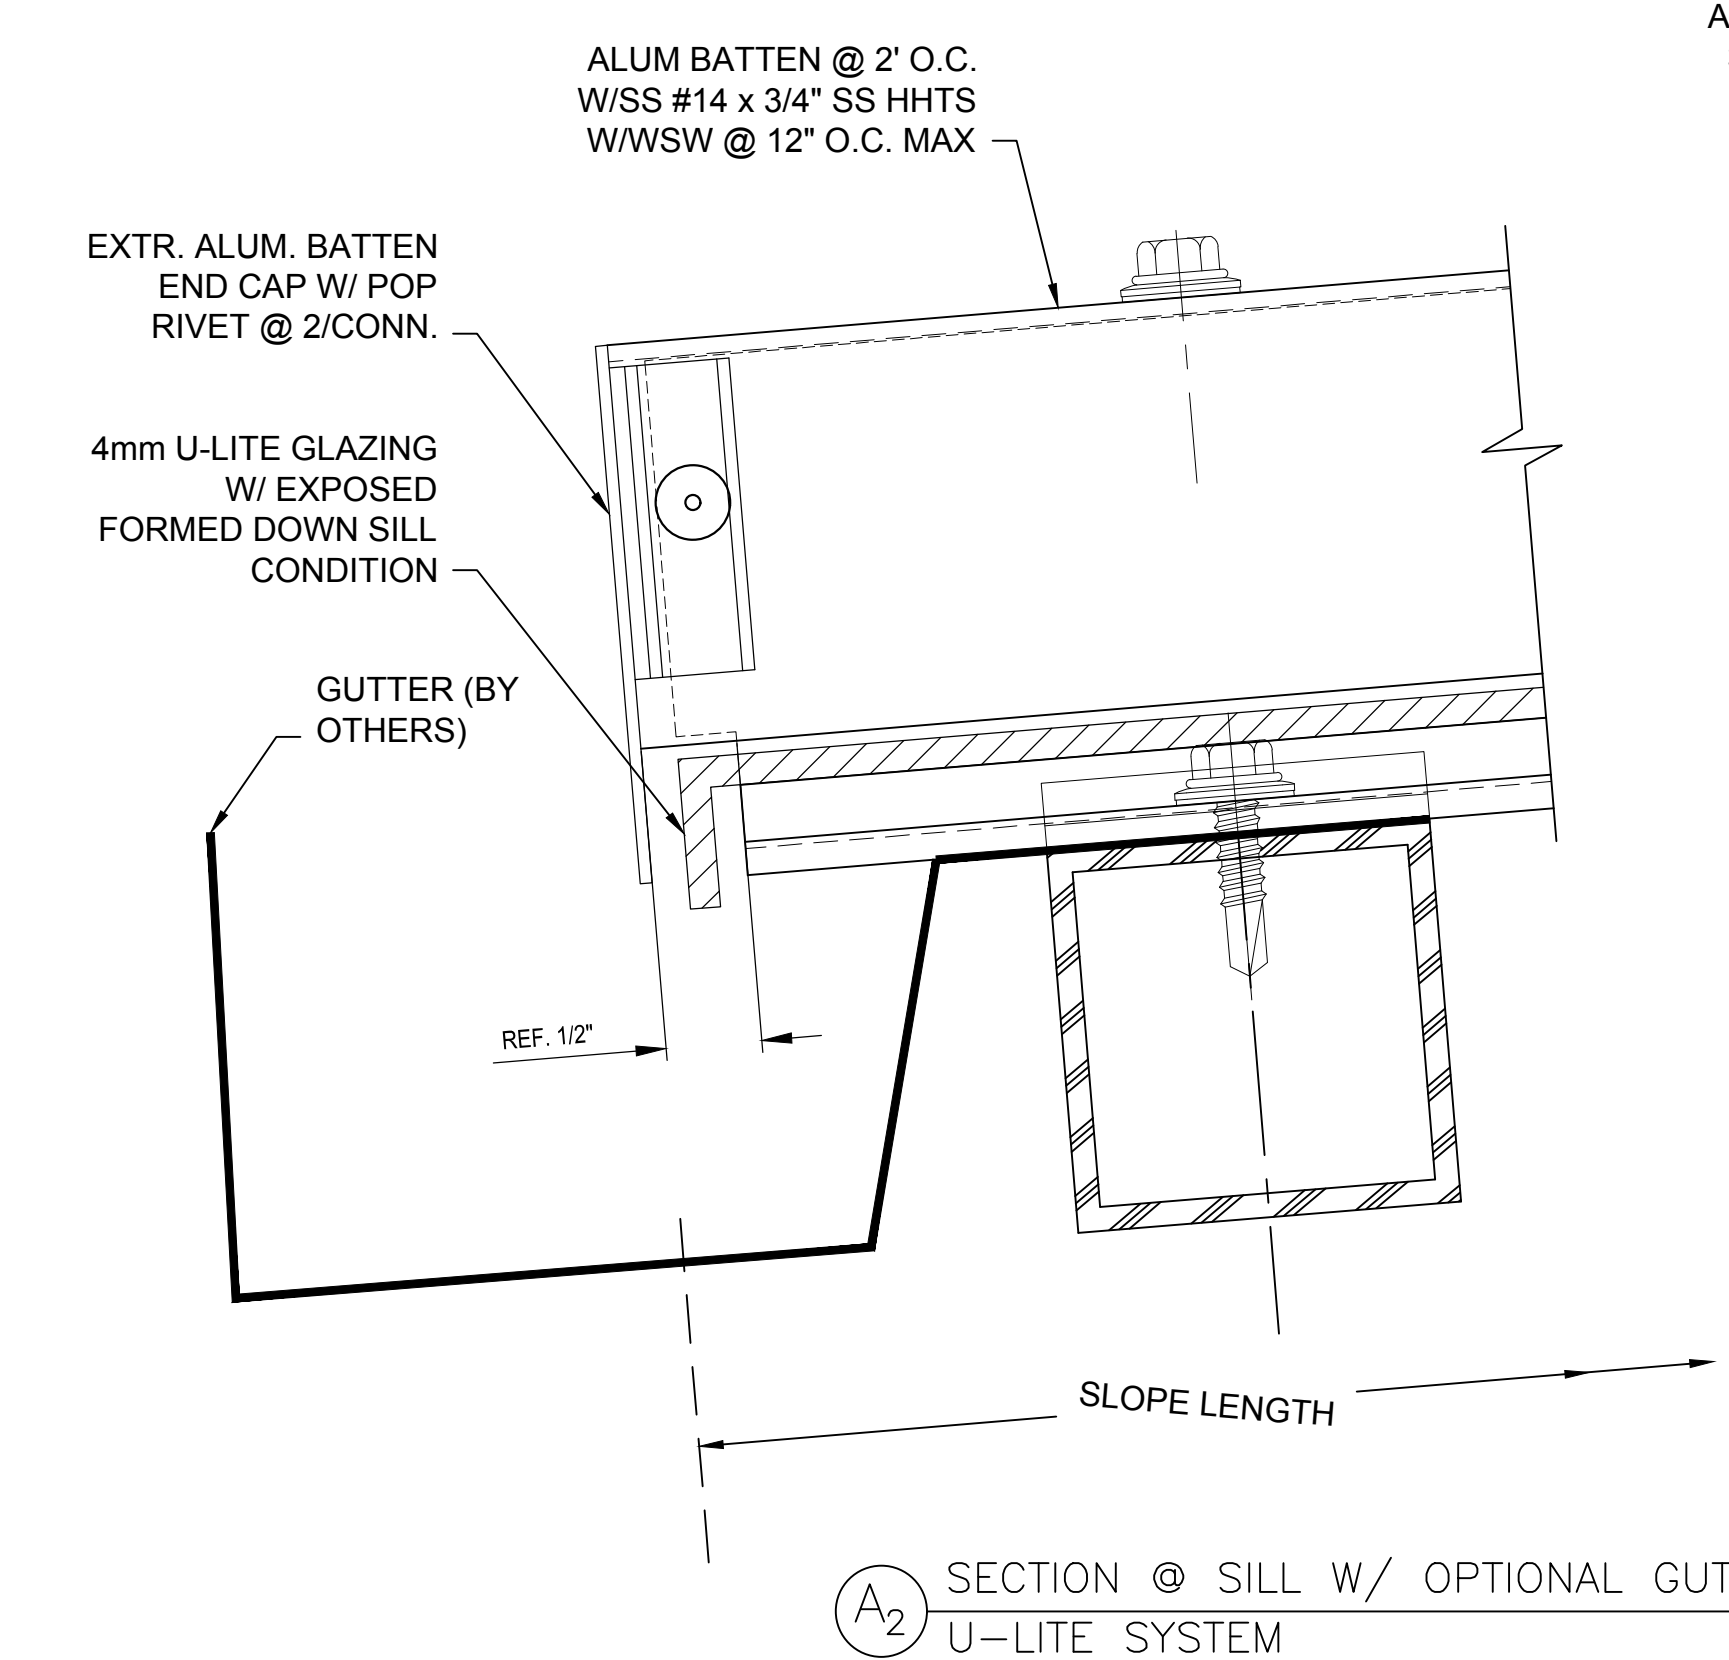 ALUM BATTEN @ 2' O.C.
W/SS #14 x 3/4" SS HHTS
W/WSW @ 12" O.C. MAX
EXTR. ALUM. BATTEN
END CAP W/ POP
RIVET @ 2/CONN.
4mm U-LITE GLAZING
W/ EXPOSED
FORMED DOWN SILL
CONDITION
GUTTER (BY
OTHERS)
REF. 1/2"
SLOPE LENGTH
A2
SECTION @ SILL W/ OPTIONAL GUT
U-LITE SYSTEM